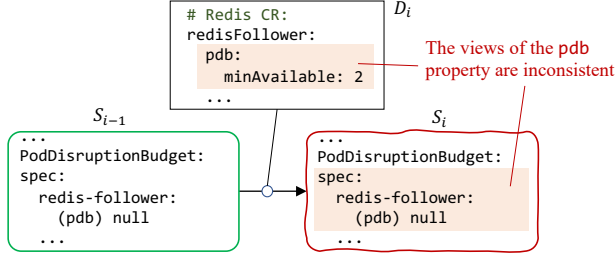 D_i
# Redis CR:
redisFollower:
  pdb:
    minAvailable: 2
  ...
The views of the pdb
property are inconsistent
S_{i-1}
...
PodDisruptionBudget:
spec:
  redis-follower:
    (pdb) null
  ...
S_i
...
PodDisruptionBudget:
spec:
  redis-follower:
    (pdb) null
  ...